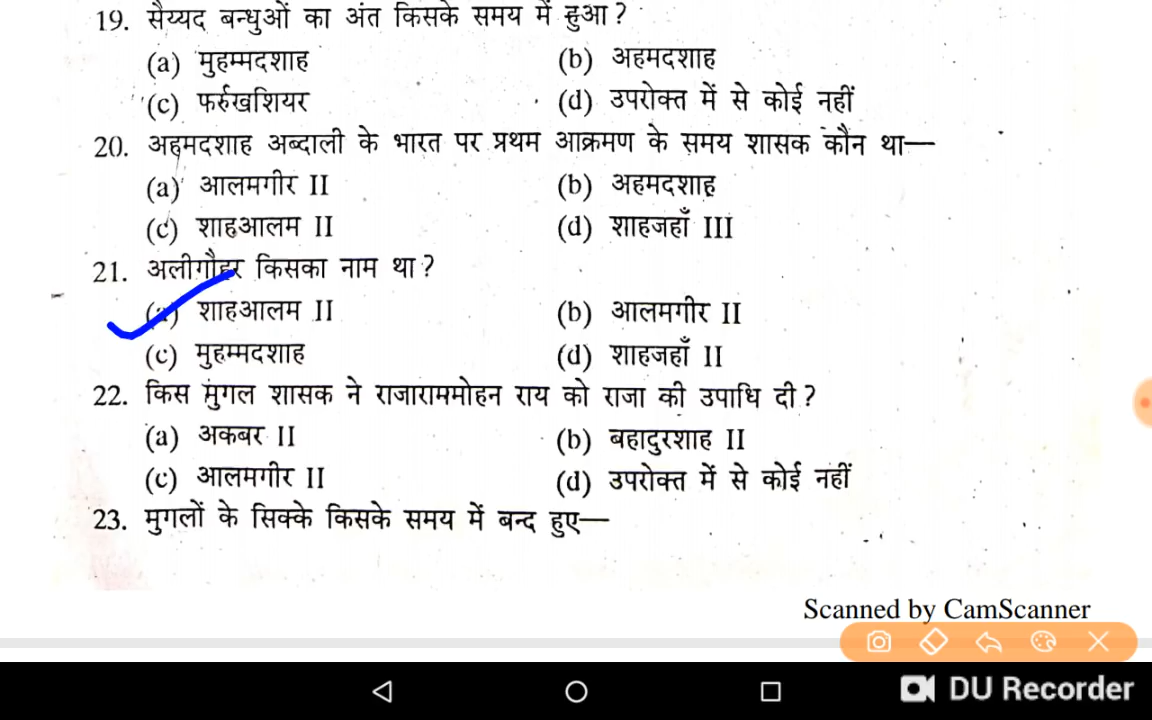 19. सैय्यद बन्धुओं का अंत किसके समय में हुआ ?
(a) मुहम्मदशाह (b) अहमदशाह
(c) फर्रुखशियर (d) उपरोक्त में से कोई नहीं
20. अहमदशाह अब्दाली के भारत पर प्रथम आक्रमण के समय शासक कौन था—
(a) आलमगीर II (b) अहमदशाह
(c) शाहआलम II (d) शाहजहाँ III
21. अलीगौहर किसका नाम था ?
(a) शाहआलम II (b) आलमगीर II
(c) मुहम्मदशाह (d) शाहजहाँ II
22. किस मुगल शासक ने राजाराममोहन राय को राजा की उपाधि दी ?
(a) अकबर II (b) बहादुरशाह II
(c) आलमगीर II (d) उपरोक्त में से कोई नहीं
23. मुगलों के सिक्के किसके समय में बन्द हुए—
Scanned by CamScanner
DU Recorder